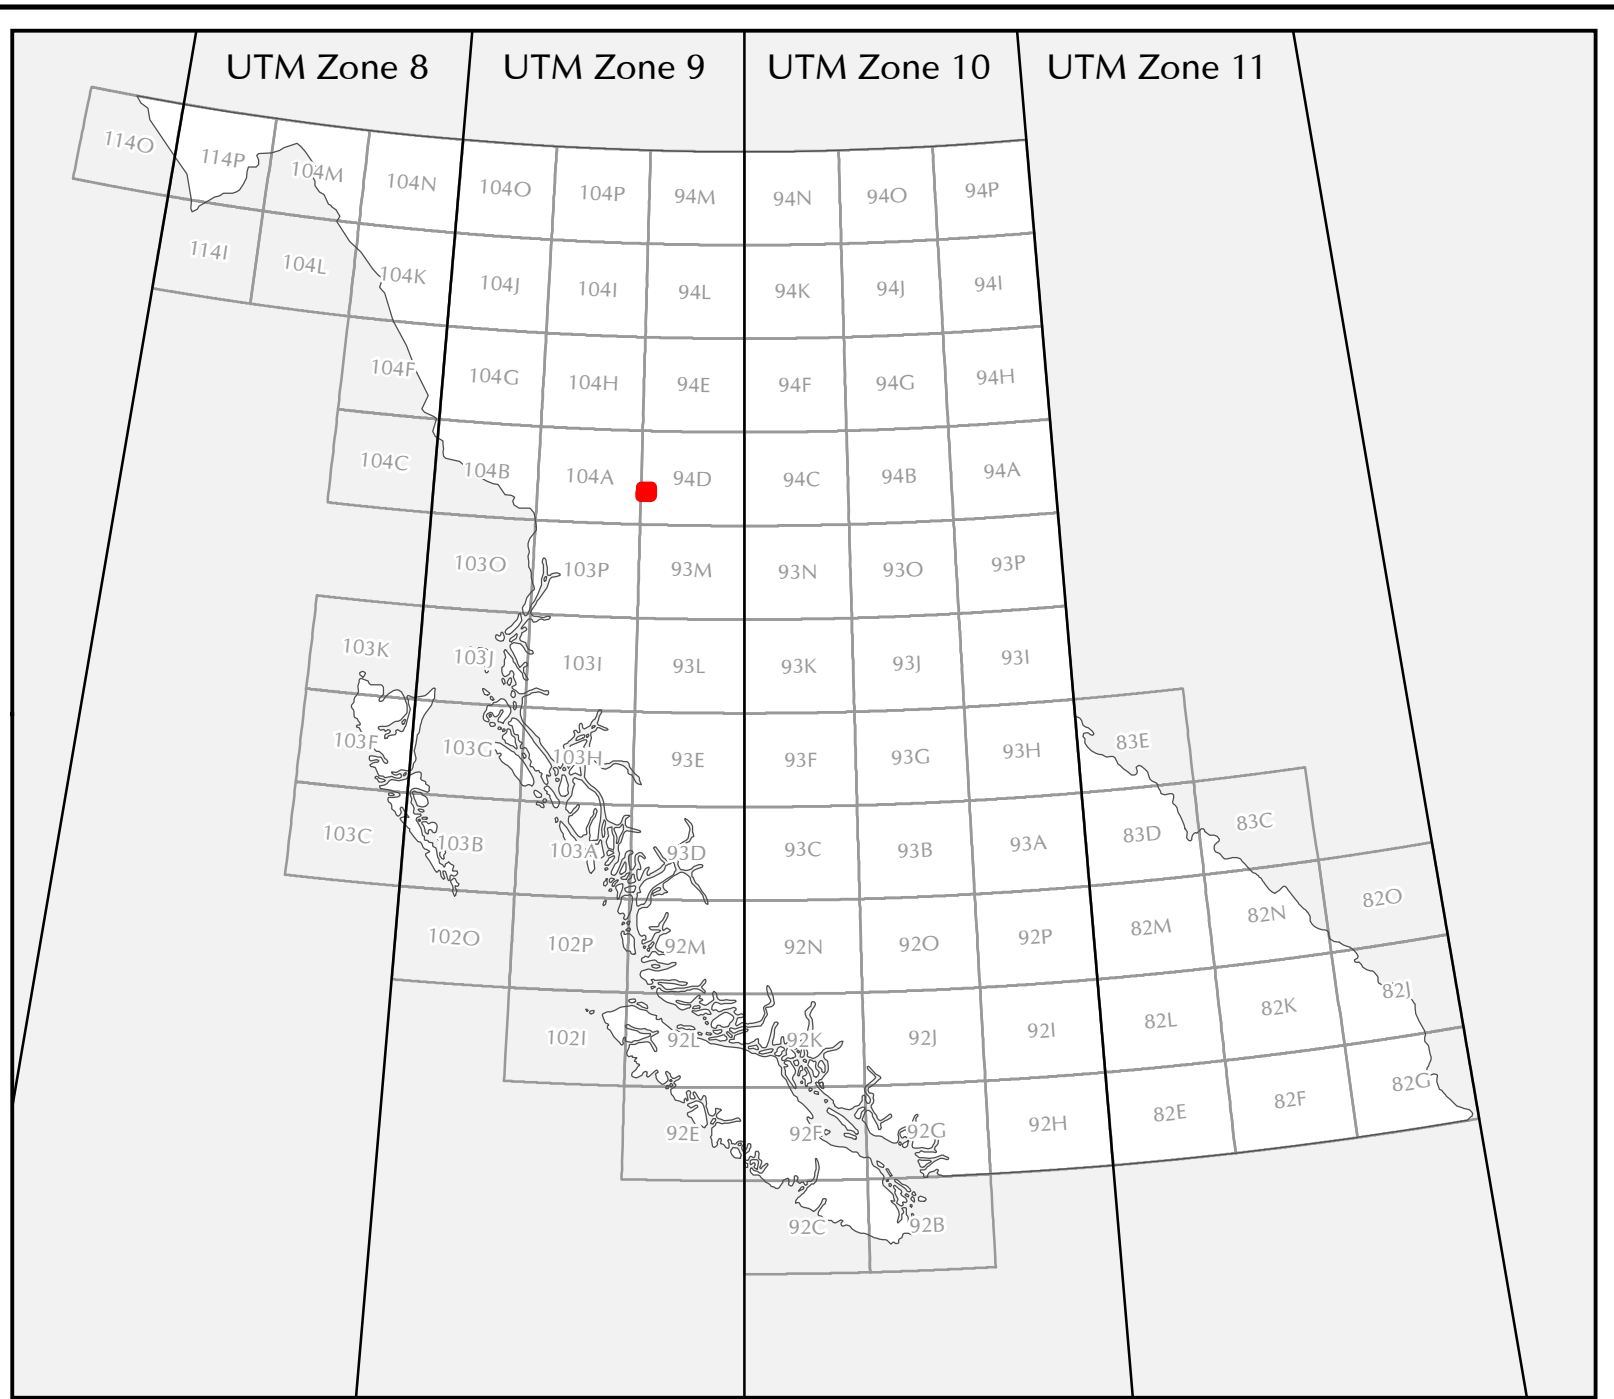 UTM Zone 8 UTM Zone 9 UTM Zone 10 UTM Zone 11
114O 114P 104M 104N 104O 104P 94M 94N 94O 94P
114I 104L 104K 104J 104I 94L 94K 94J 94I
104F 104G 104H 94E 94F 94G 94H
104C 104B 104A 94D 94C 94B 94A
103O 103P 93M 93N 93O 93P
103K 103J 103I 93L 93K 93J 93I
103F 103G 103H 93E 93F 93G 93H 83E
103C 103B 103A 93D 93C 93B 93A 83D 83C
102O 102P 92M 92N 92O 92P 82M 82N 82O
102I 92L 92K 92J 92I 82L 82K 82J
92E 92F 92G 92H 82E 82F 82G
92C 92B